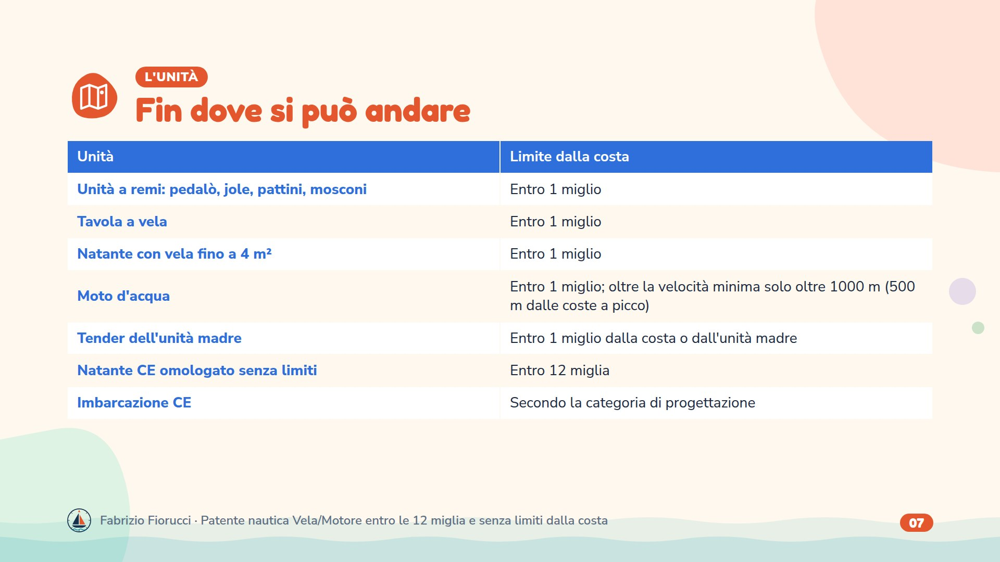 L'UNITÀ
Fin dove si può andare
Unità
Limite dalla costa
Unità a remi: pedalò, jole, pattini, mosconi
Entro 1 miglio
Tavola a vela
Entro 1 miglio
Natante con vela fino a 4 m²
Entro 1 miglio
Moto d'acqua
Entro 1 miglio; oltre la velocità minima solo oltre 1000 m (500
m dalle coste a picco)
Tender dell'unità madre
Entro 1 miglio dalla costa o dall'unità madre
Natante CE omologato senza limiti
Entro 12 miglia
Imbarcazione CE
Secondo la categoria di progettazione
Fabrizio Fiorucci · Patente nautica Vela/Motore entro le 12 miglia e senza limiti dalla costa
07